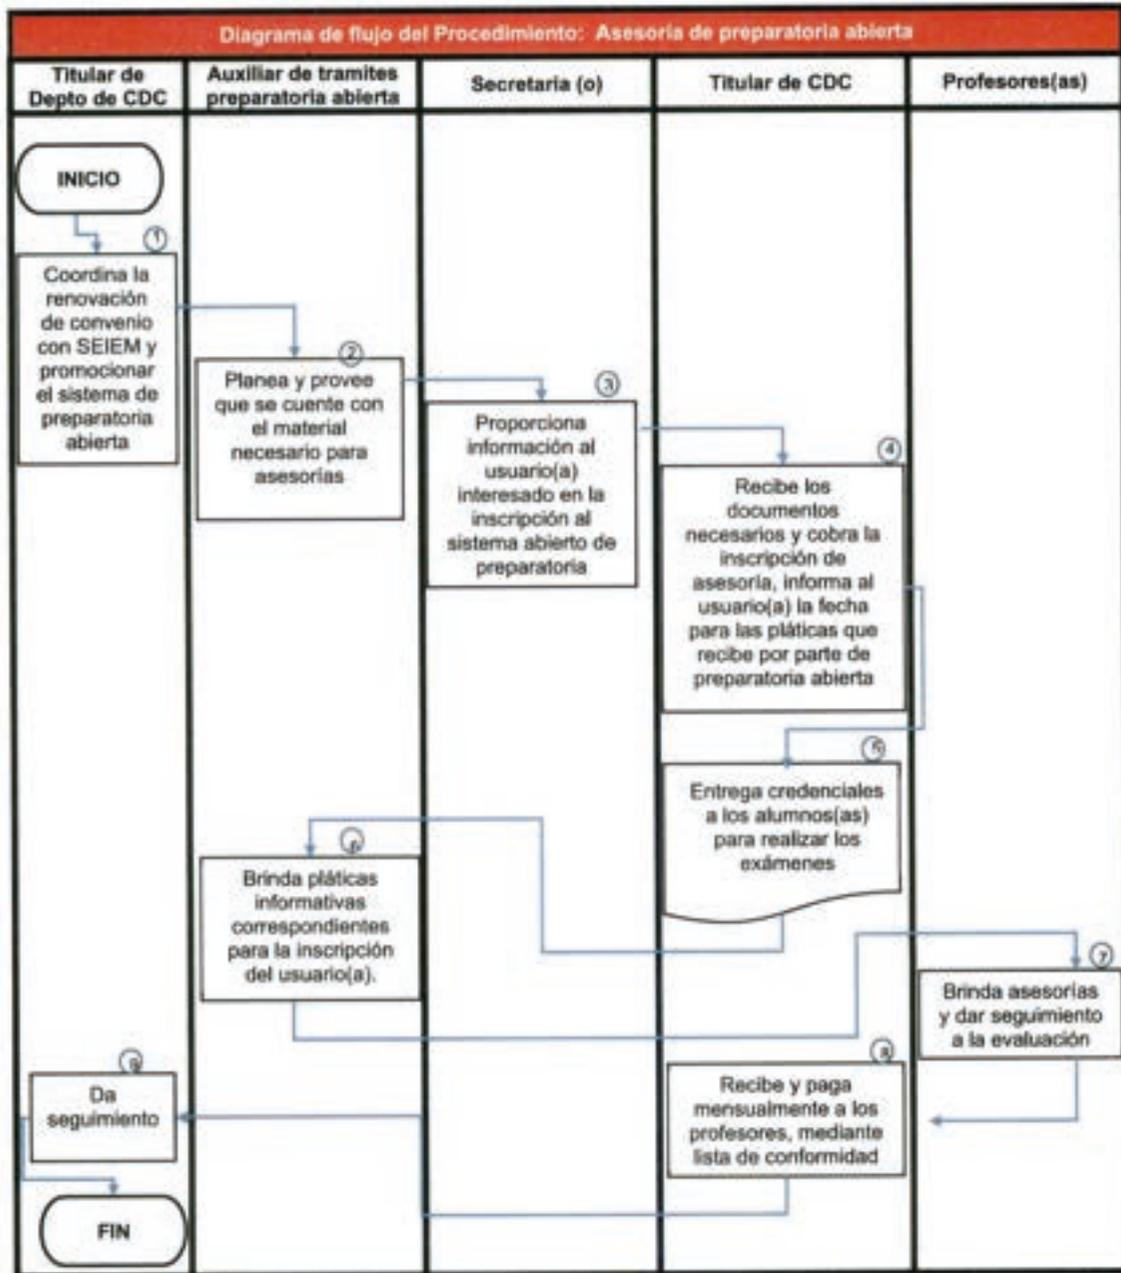 Diagrama de flujo del Procedimiento: Asesoria de preparatoria abierta
Titular de
Depto de CDC
Auxiliar de tramites
preparatoria abierta
Secretaria (o)
Titular de CDC
Profesores(as)
INICIO
1
Coordina la
renovación
de convenio
con SEIEM y
promocionar
el sistema de
preparatoria
abierta
2
Planea y provee
que se cuente con
el material
necesario para
asesorías
3
Proporciona
información al
usuario(a)
interesado en la
inscripción al
sistema abierto de
preparatoria
4
Recibe los
documentos
necesarios y cobra la
inscripción de
asesoría, informa al
usuario(a) la fecha
para las pláticas que
recibe por parte de
preparatoria abierta
5
Entrega credenciales
a los alumnos(as)
para realizar los
exámenes
6
Brinda pláticas
informativas
correspondientes
para la inscripción
del usuario(a).
7
Brinda asesorías
y dar seguimiento
a la evaluación
8
Recibe y paga
mensualmente a los
profesores, mediante
lista de conformidad
9
Da
seguimiento
FIN